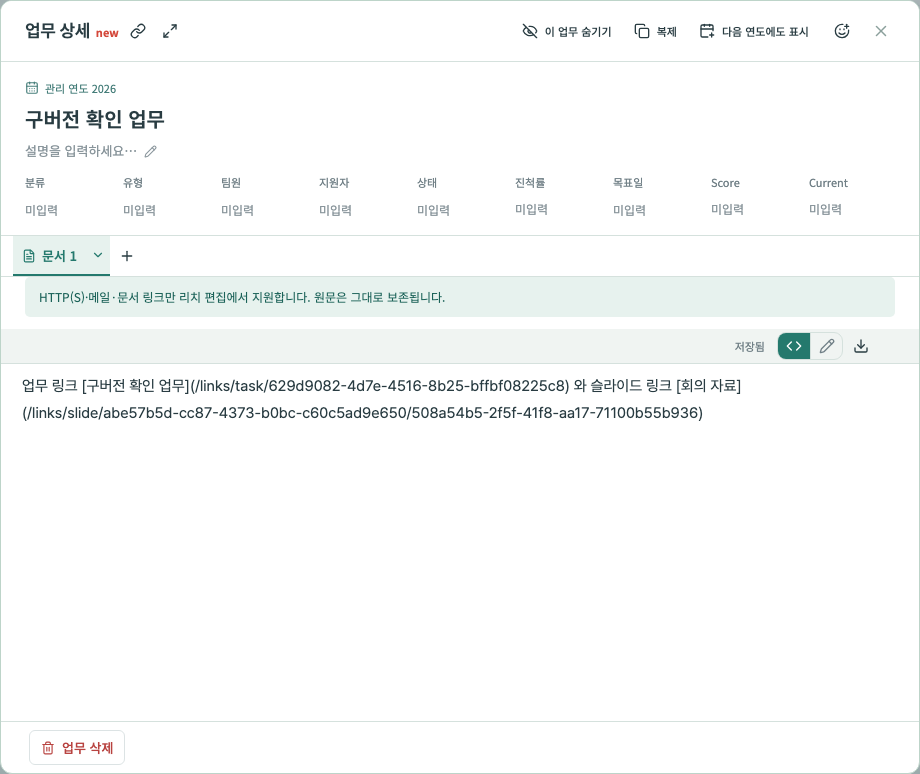 업무 상세 new
이 업무 숨기기 복제 다음 연도에도 표시
관리 연도 2026
구버전 확인 업무
설명을 입력하세요…
분류 유형 팀원 지원자 상태 진척률 목표일 Score Current
미입력 미입력 미입력 미입력 미입력 미입력 미입력 미입력 미입력
문서 1
HTTP(S)·메일·문서 링크만 리치 편집에서 지원합니다. 원문은 그대로 보존됩니다.
저장됨
업무 링크 [구버전 확인 업무](/links/task/629d9082-4d7e-4516-8b25-bffbf08225c8) 와 슬라이드 링크 [회의 자료]
(/links/slide/abe57b5d-cc87-4373-b0bc-c60c5ad9e650/508a54b5-2f5f-41f8-aa17-71100b55b936)
업무 삭제